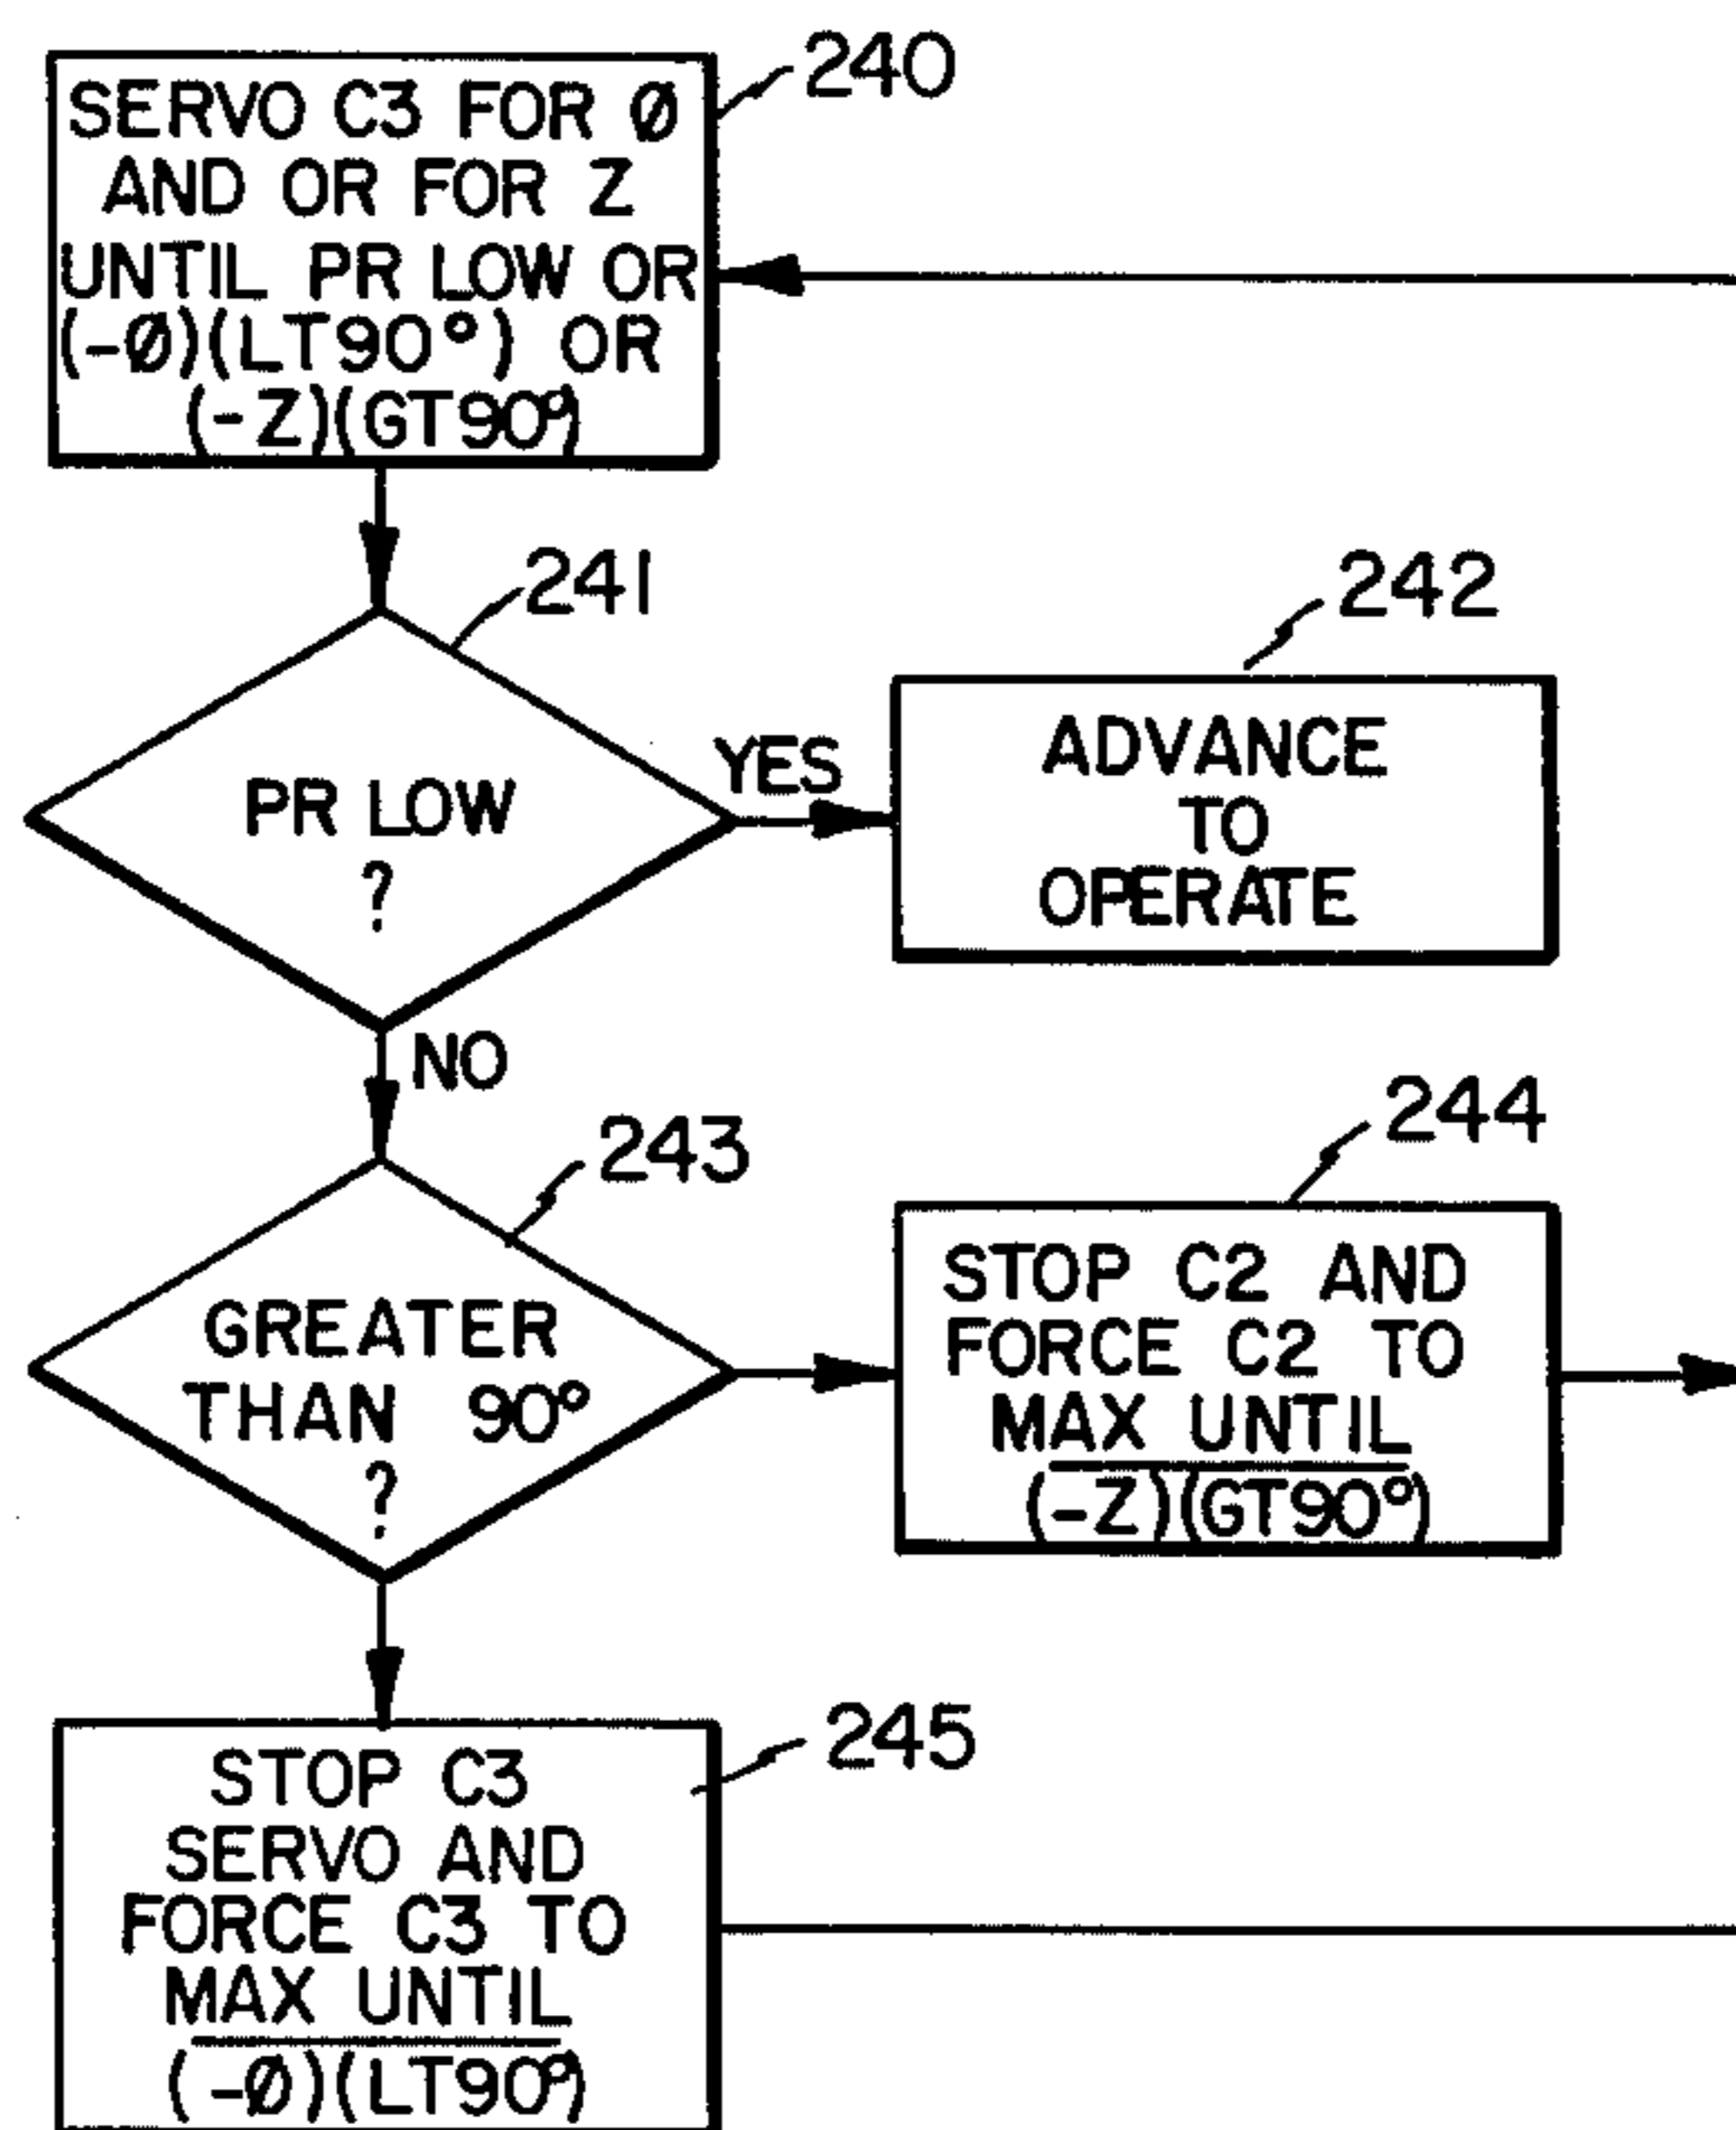 240
SERVO C3 FOR Ø
AND OR FOR Z
UNTIL PR LOW OR
(-Ø)(LT90°) OR
(-Z)(GT90°)
241
PR LOW
?
YES
242
ADVANCE
TO
OPERATE
NO
243
GREATER
THAN 90°
?
244
STOP C2 AND
FORCE C2 TO
MAX UNTIL
(-Z)(GT90°)
245
STOP C3
SERVO AND
FORCE C3 TO
MAX UNTIL
(-Ø)(LT90°)